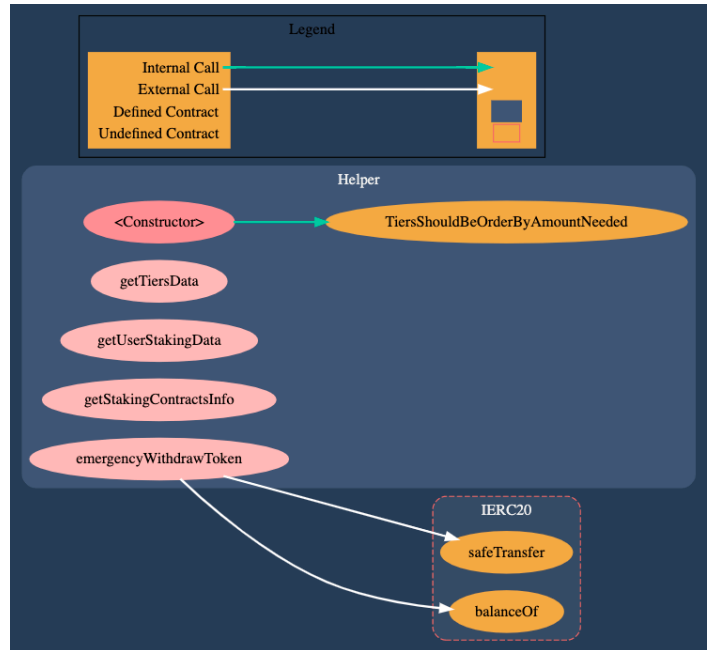 Legend
Internal Call
External Call
Defined Contract
Undefined Contract
Helper
<Constructor>
TiersShouldBeOrderByAmountNeeded
getTiersData
getUserStakingData
getStakingContractsInfo
emergencyWithdrawToken
IERC20
safeTransfer
balanceOf